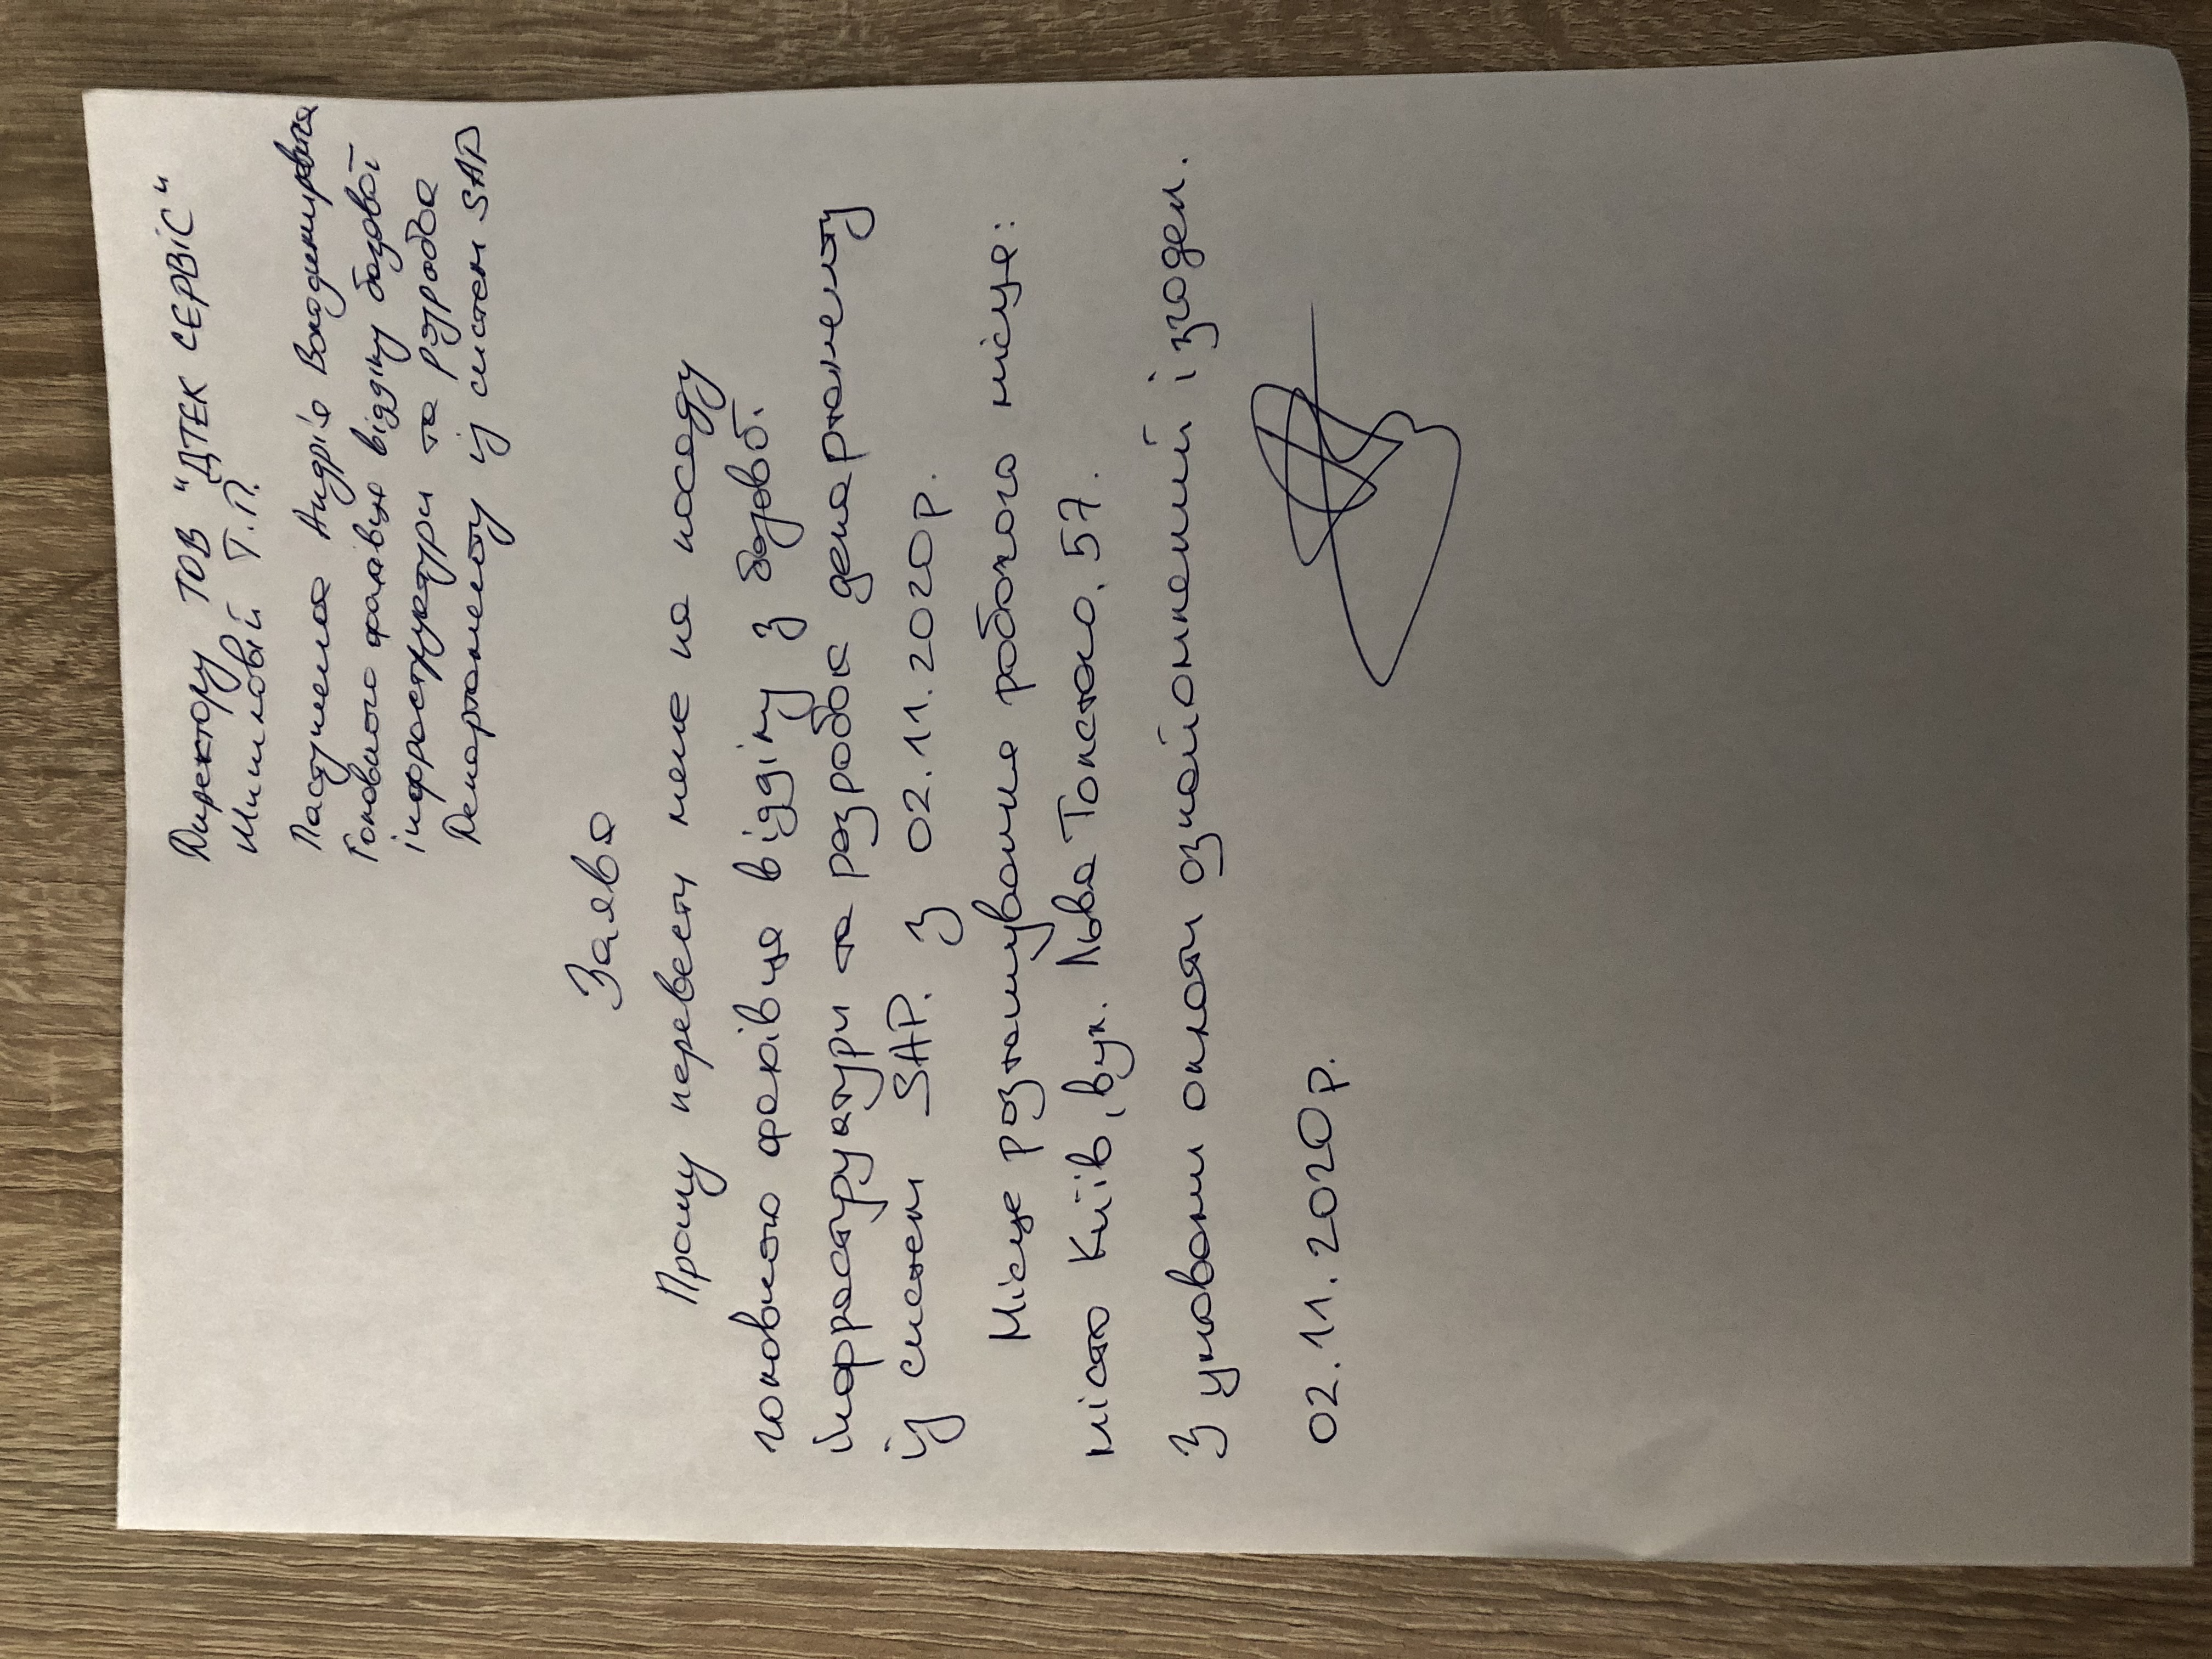 Директору ТОВ "ДТЕК СЕРВІС"
Шишковій Т.П.
Пастушенка Андрія Володимировича
Головного фахівця відділу базової
інфраструктури та розробок
Департаменту із систем SAP
Заява
Прошу перевести мене на посаду
головного фахівця відділу з базової
інфраструктури та розробок департаменту
із систем SAP. з 02.11.2020р.
Місце розташування робочого місця:
місто Київ, вул. Льва Толстого, 57.
З умовами оплати ознайомлений і згоден.
02.11.2020р.